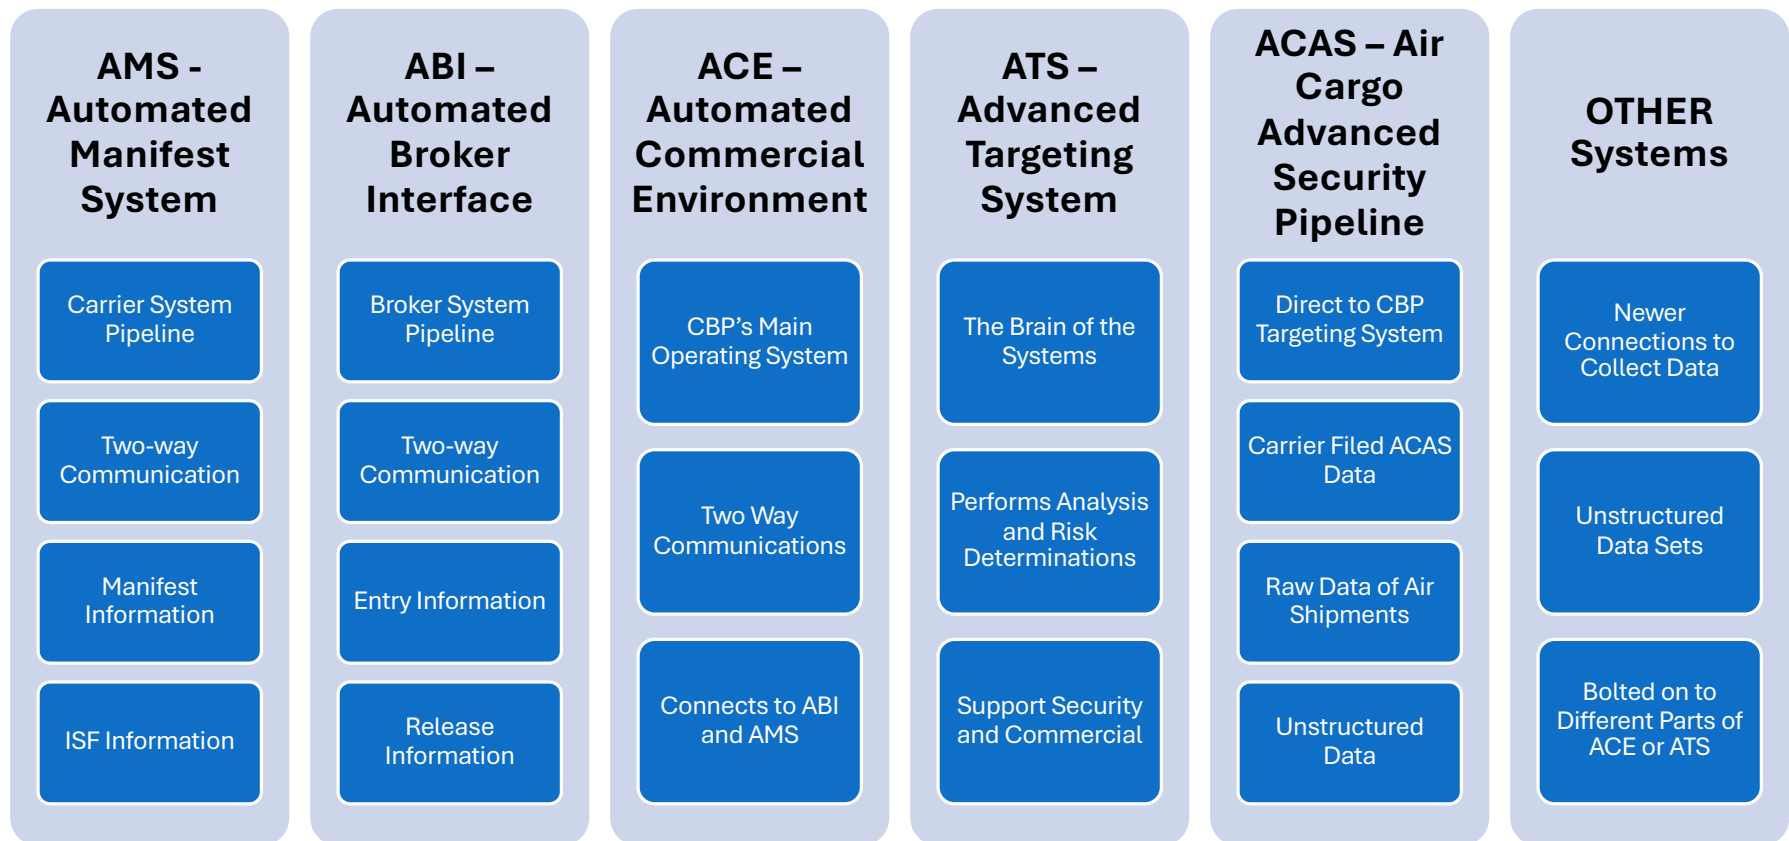 AMS -
Automated
Manifest
System
Carrier System
Pipeline
Two-way
Communication
Manifest
Information
ISF Information
ABI –
Automated
Broker
Interface
Broker System
Pipeline
Two-way
Communication
Entry Information
Release
Information
ACE –
Automated
Commercial
Environment
CBP’s Main
Operating System
Two Way
Communications
Connects to ABI
and AMS
ATS –
Advanced
Targeting
System
The Brain of the
Systems
Performs Analysis
and Risk
Determinations
Support Security
and Commercial
ACAS – Air
Cargo
Advanced
Security
Pipeline
Direct to CBP
Targeting System
Carrier Filed ACAS
Data
Raw Data of Air
Shipments
Unstructured
Data
OTHER
Systems
Newer
Connections to
Collect Data
Unstructured
Data Sets
Bolted on to
Different Parts of
ACE or ATS